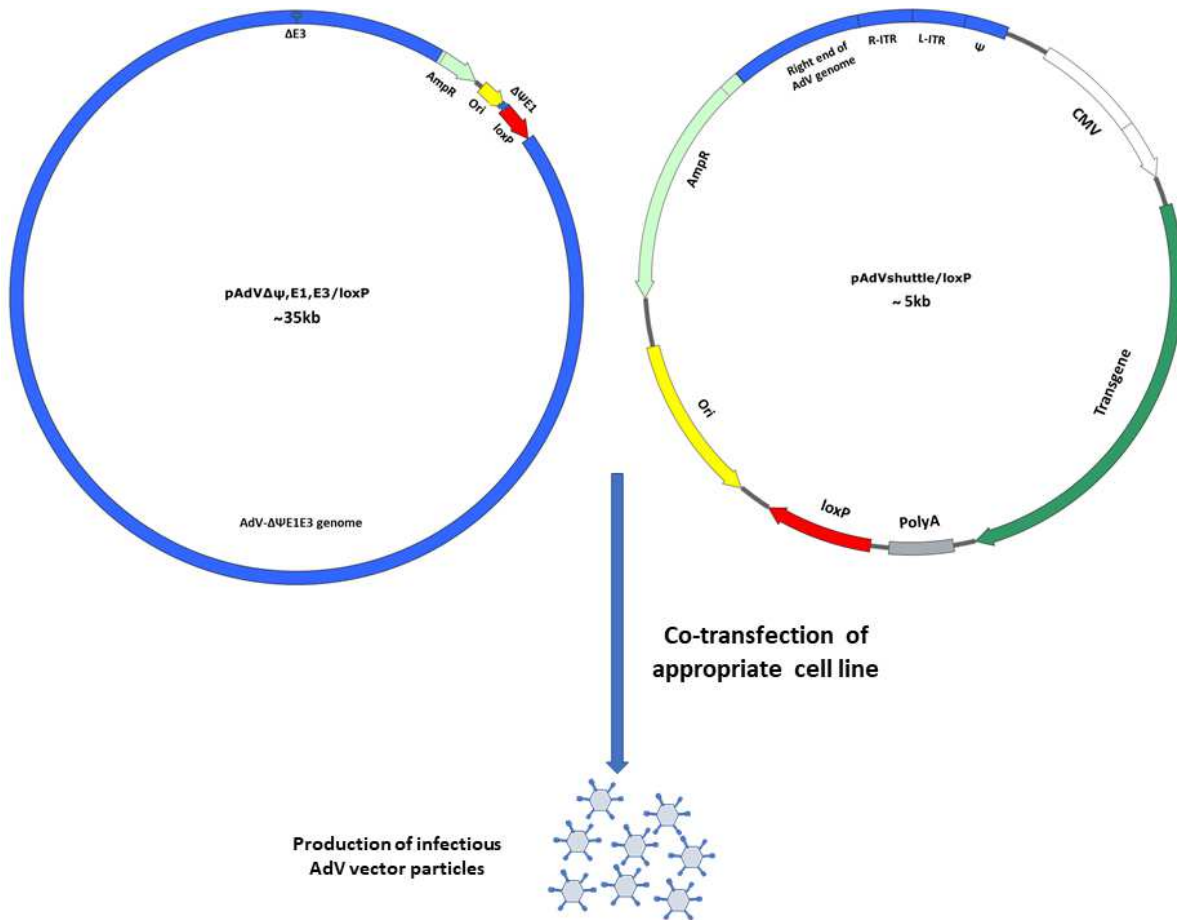 ΔE3
AmpR
Ori
ΔΨE1
loxP
pAdVΔψ,E1,E3/loxP
~35kb
AdV-ΔΨE1E3 genome
Right end of
AdV genome
R-ITR
L-ITR
Ψ
CMV
AmpR
pAdVshuttle/loxP
~ 5kb
Transgene
Ori
loxP
PolyA
Co-transfection of
appropriate cell line
Production of infectious
AdV vector particles